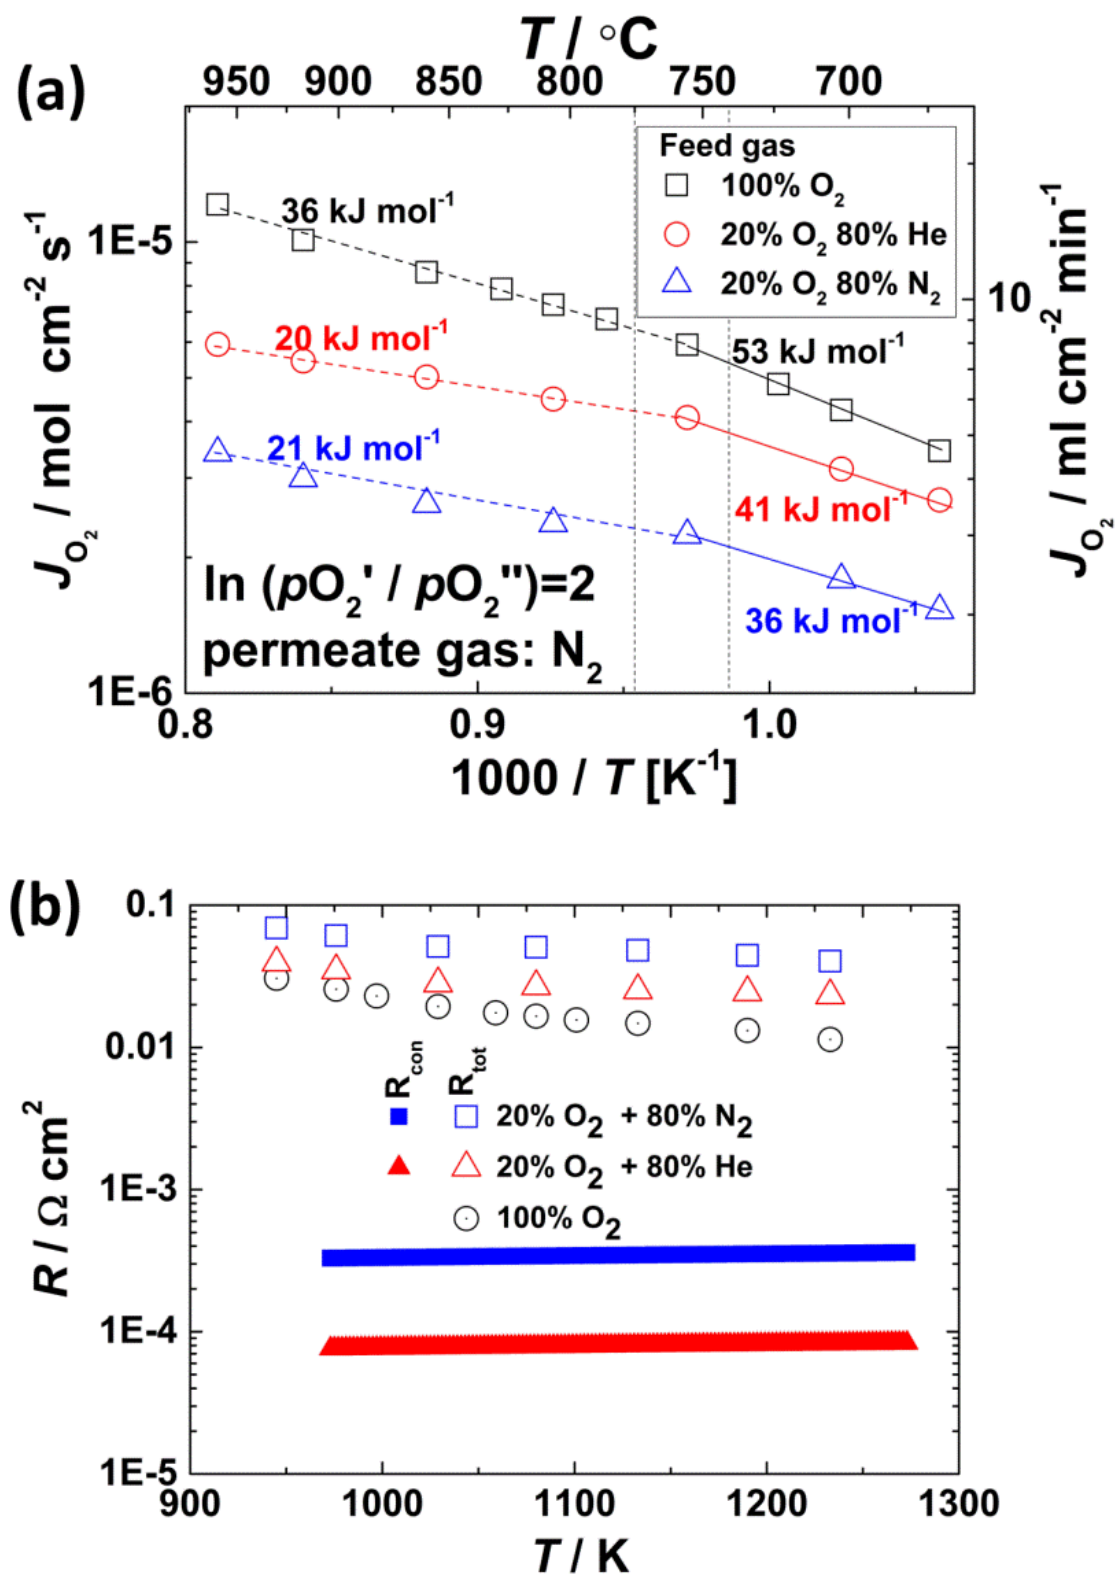 (a)
T / °C
950 900 850 800 750 700
Feed gas
100% O₂
20% O₂ 80% He
20% O₂ 80% N₂
36 kJ mol⁻¹
20 kJ mol⁻¹
21 kJ mol⁻¹
53 kJ mol⁻¹
41 kJ mol⁻¹
36 kJ mol⁻¹
ln (pO₂' / pO₂'')=2
permeate gas: N₂
1E-5
1E-6
J_O₂ / mol cm⁻² s⁻¹
10
J_O₂ / ml cm⁻² min⁻¹
0.8 0.9 1.0
1000 / T [K⁻¹]
(b)
0.1
0.01
1E-3
1E-4
1E-5
R / Ω cm²
R_con R_tot
20% O₂ + 80% N₂
20% O₂ + 80% He
100% O₂
900 1000 1100 1200 1300
T / K